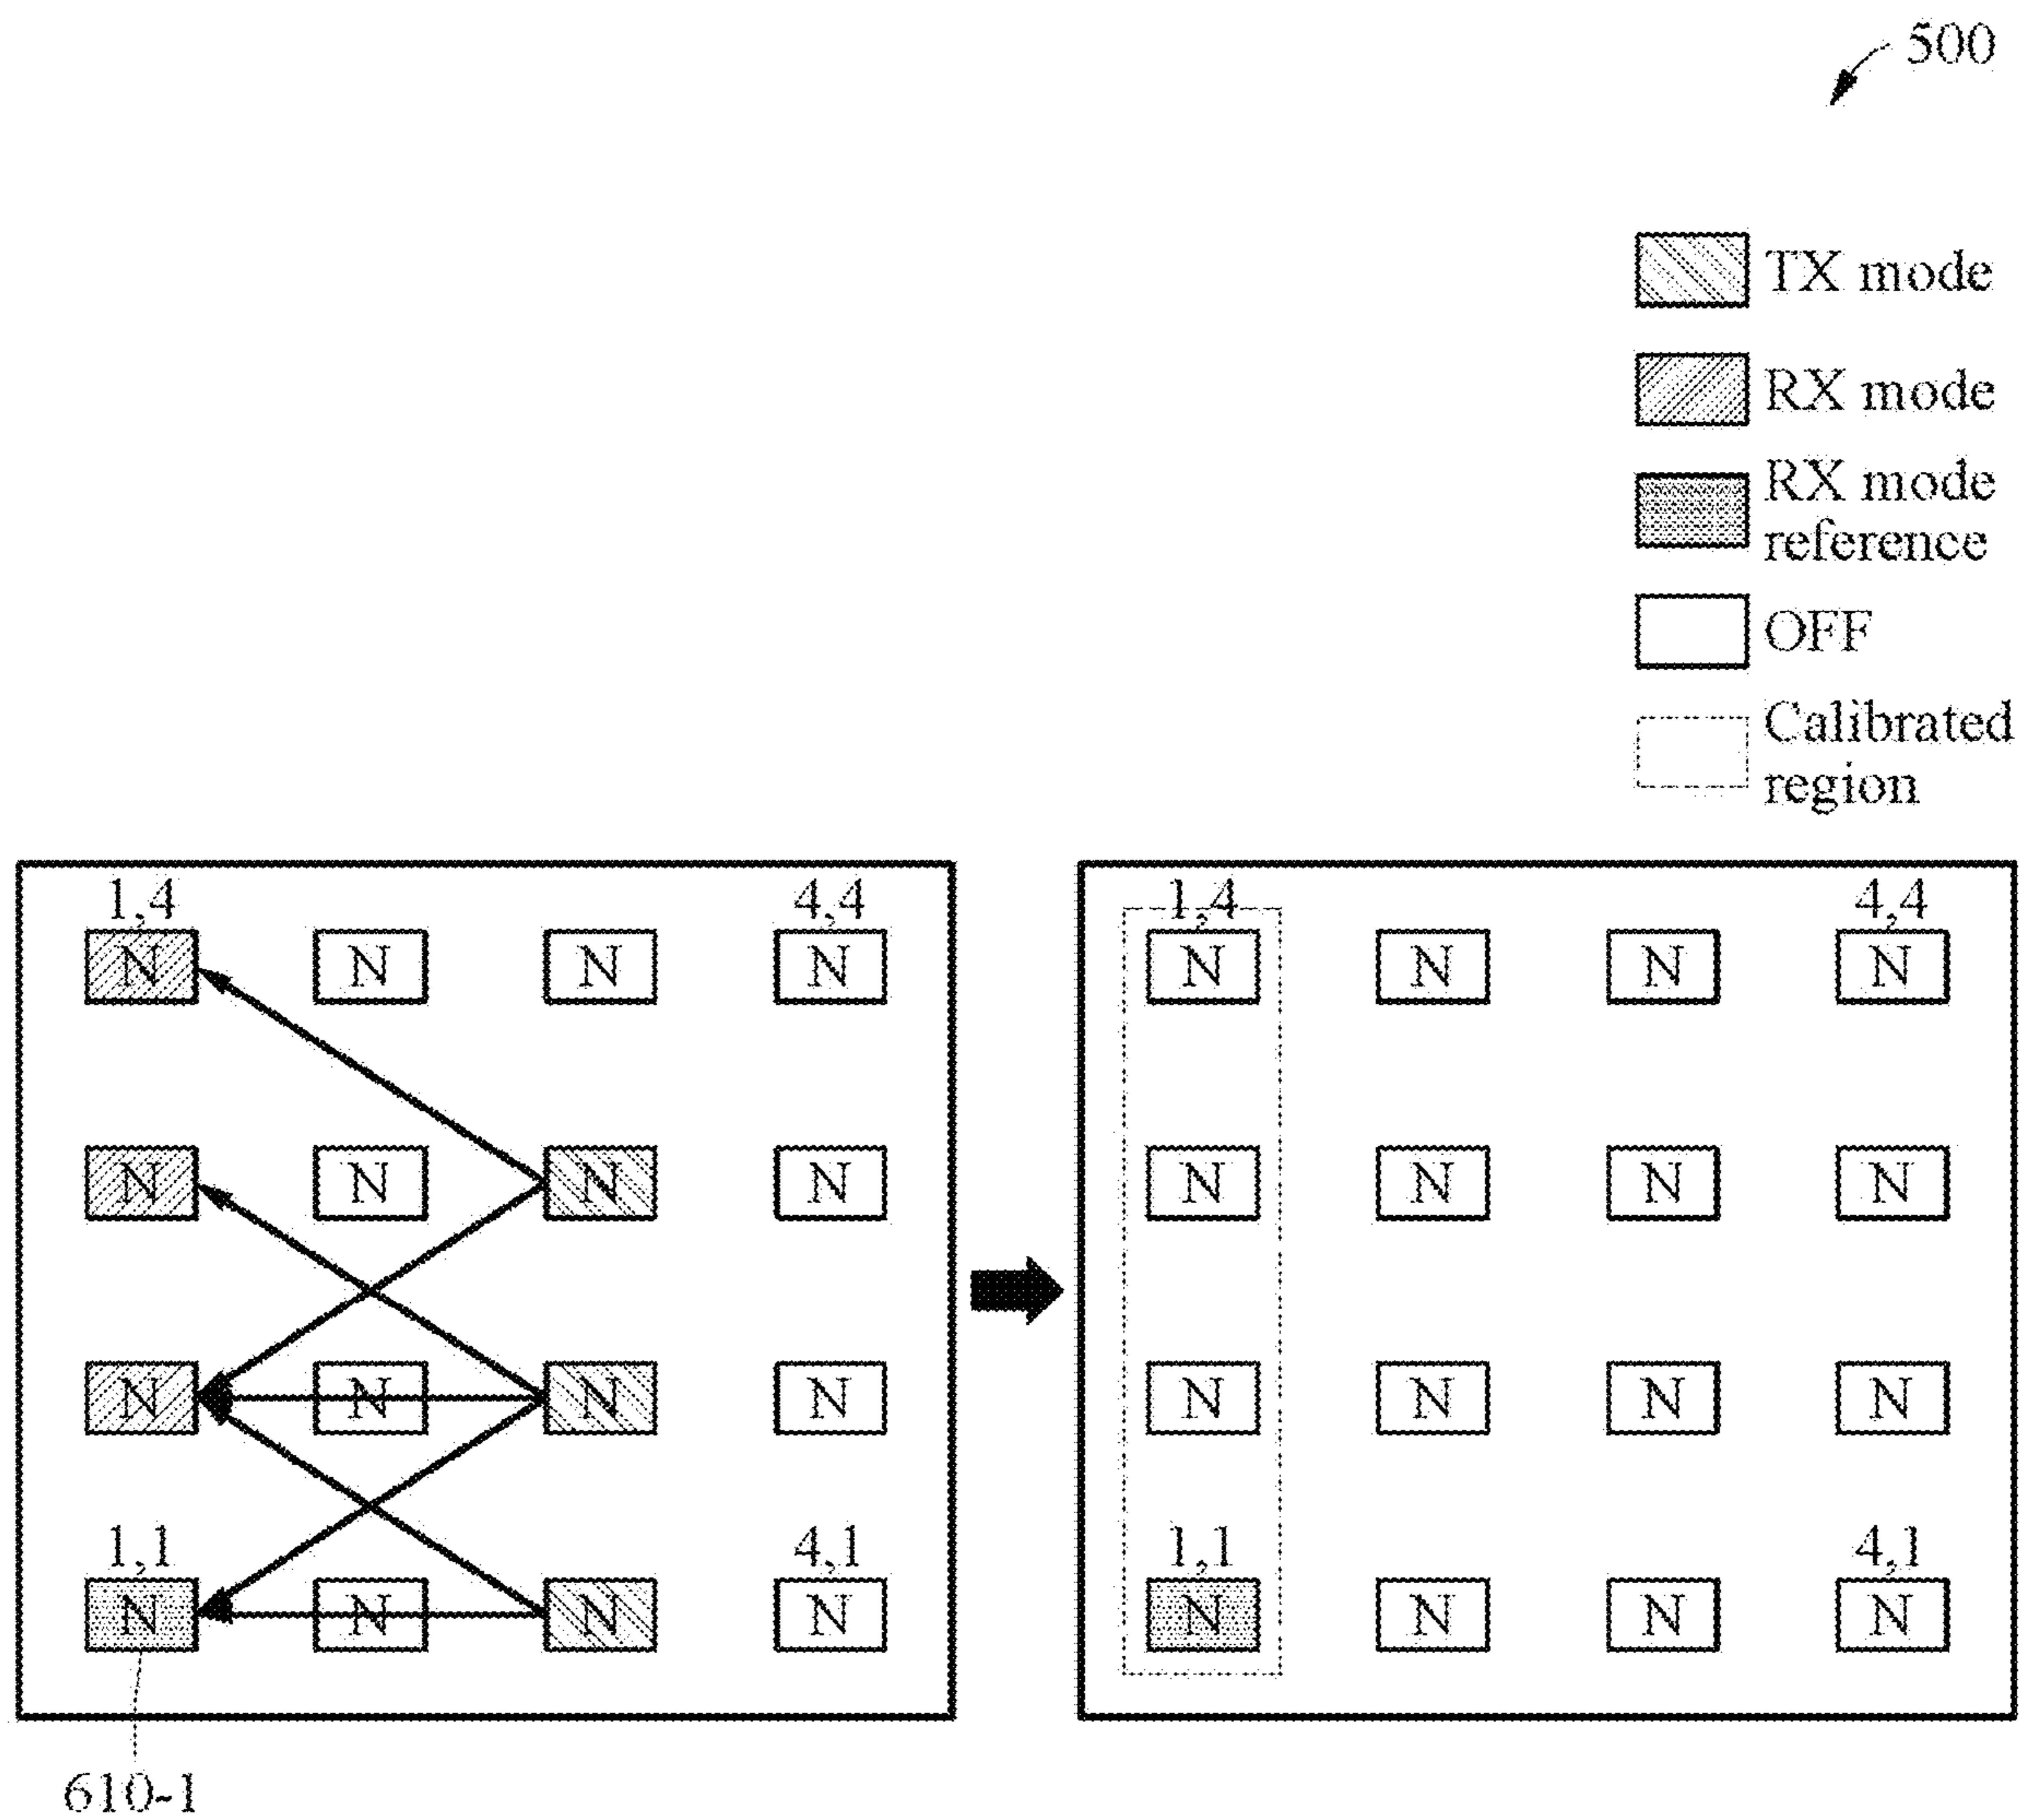 500
TX mode
RX mode
RX mode
reference
OFF
Calibrated
region
1,4 4,4
N N N N
N N N N
N N N N
1,1 4,1
N N N N
610-1
1,4 4,4
N N N N
N N N N
N N N N
1,1 4,1
N N N N